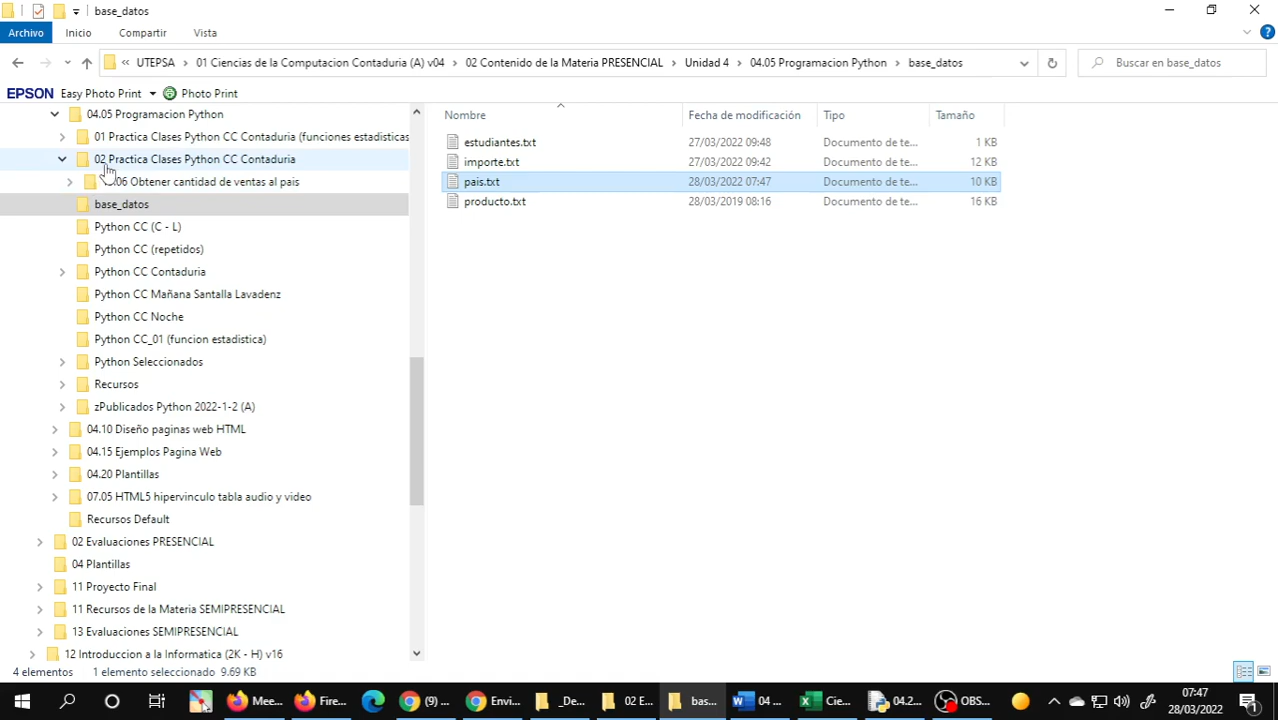 base_datos
Archivo Inicio Compartir Vista
« UTEPSA > 01 Ciencias de la Computacion Contaduria (A) v04 > 02 Contenido de la Materia PRESENCIAL > Unidad 4 > 04.05 Programacion Python > base_datos
Buscar en base_datos
EPSON Easy Photo Print Photo Print
04.05 Programacion Python
01 Practica Clases Python CC Contaduria (funciones estadisticas
02 Practica Clases Python CC Contaduria
06 Obtener cantidad de ventas al pais
base_datos
Python CC (C - L)
Python CC (repetidos)
Python CC Contaduria
Python CC Mañana Santalla Lavadenz
Python CC Noche
Python CC_01 (funcion estadistica)
Python Seleccionados
Recursos
zPublicados Python 2022-1-2 (A)
04.10 Diseño paginas web HTML
04.15 Ejemplos Pagina Web
04.20 Plantillas
07.05 HTML5 hipervinculo tabla audio y video
Recursos Default
02 Evaluaciones PRESENCIAL
04 Plantillas
11 Proyecto Final
11 Recursos de la Materia SEMIPRESENCIAL
13 Evaluaciones SEMIPRESENCIAL
12 Introduccion a la Informatica (2K - H) v16
Nombre Fecha de modificación Tipo Tamaño
estudiantes.txt 27/03/2022 09:48 Documento de te... 1 KB
importe.txt 27/03/2022 09:42 Documento de te... 12 KB
pais.txt 28/03/2022 07:47 Documento de te... 10 KB
producto.txt 28/03/2019 08:16 Documento de te... 16 KB
4 elementos 1 elemento seleccionado 9.69 KB
Mee... Fire... (9) ... Envi... _De... 02 E... bas... 04 ... Cie... 04.2... OBS...
07:47
28/03/2022
1